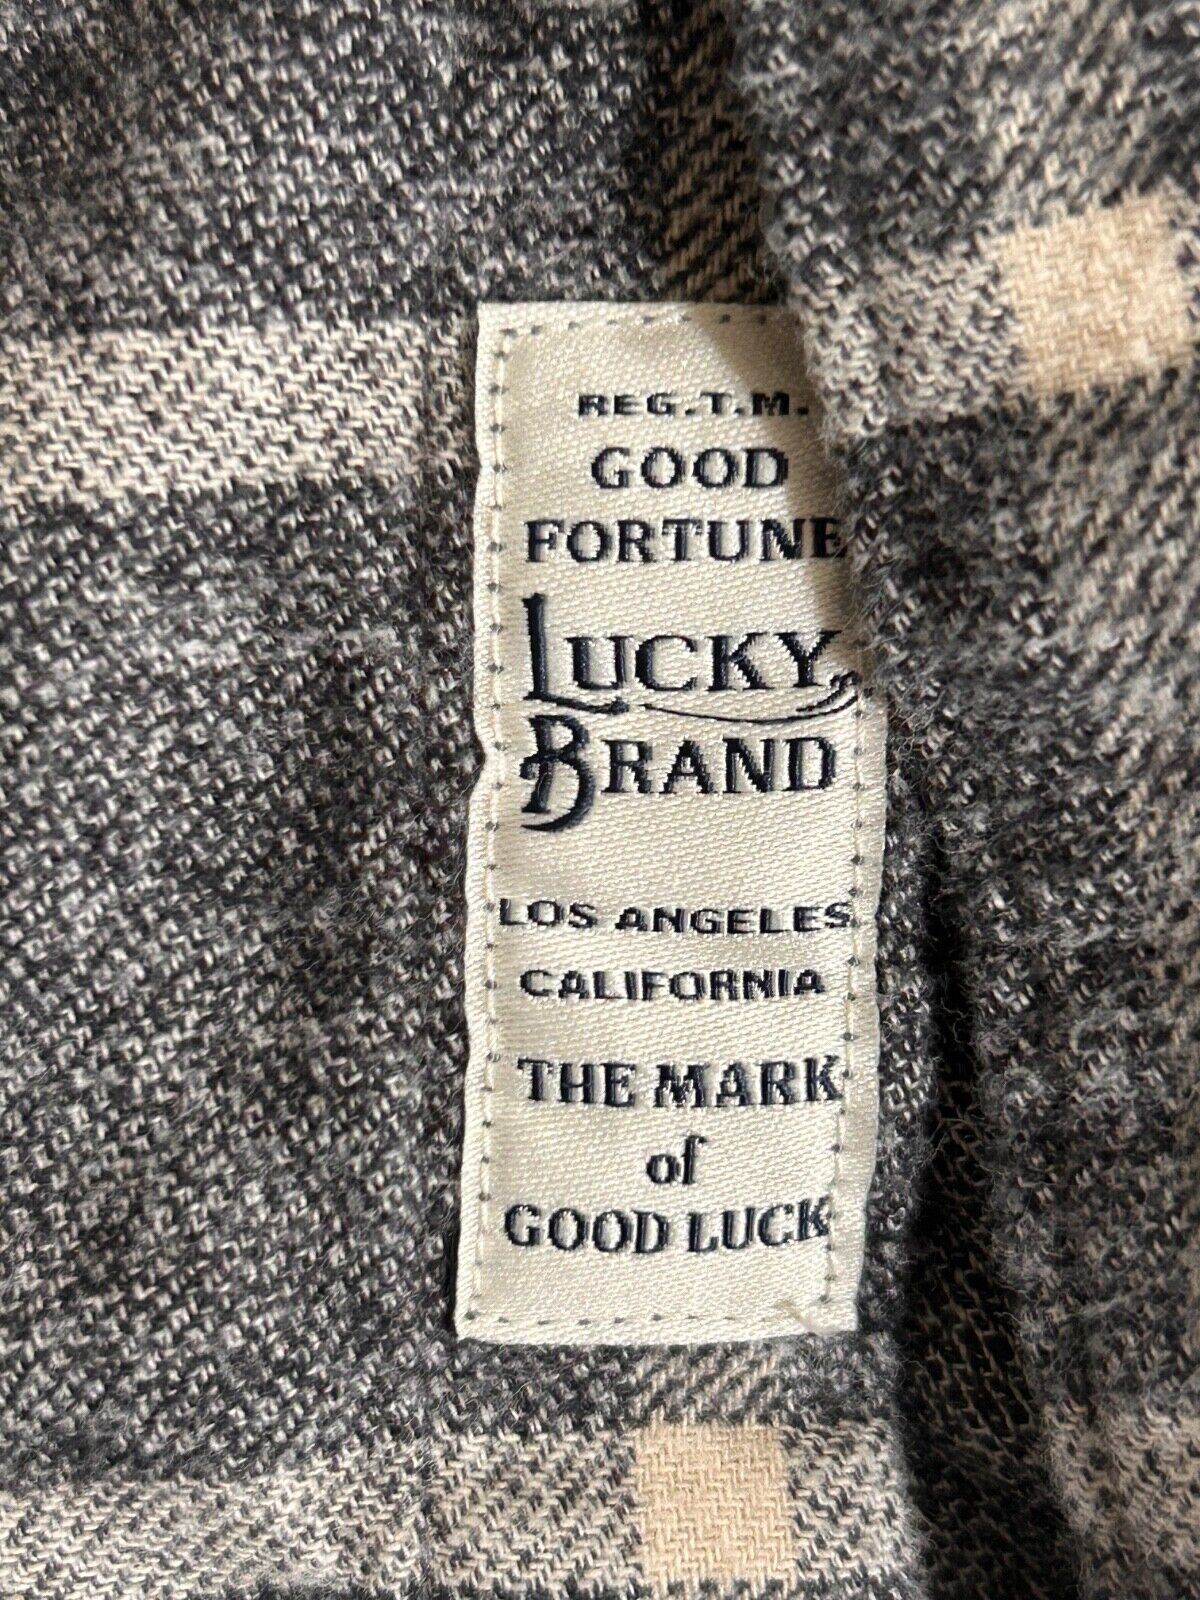 REG.T.M.
GOOD
FORTUNE
LUCKY
BRAND
LOS ANGELES
CALIFORNIA
THE MARK
of
GOOD LUCK